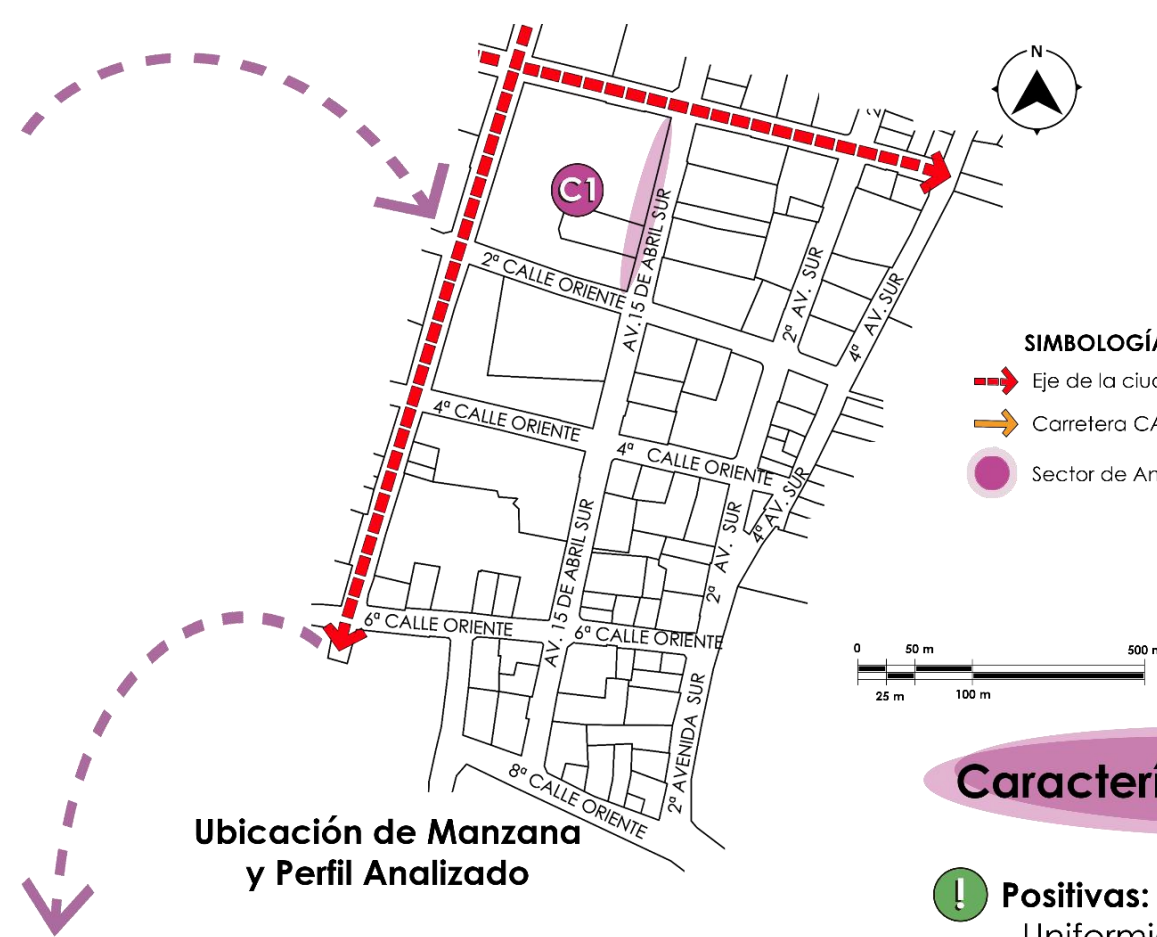 N
C1
AV. 15 DE ABRIL SUR
2ª CALLE ORIENTE
2ª AV. SUR
4ª AV. SUR
SIMBOLOGÍA
Eje de la ciud
Carretera CA
Sector de An
4ª CALLE ORIENTE
4ª CALLE ORIENTE
4ª AV. SUR
2ª AV. SUR
AV. 15 DE ABRIL SUR
6ª CALLE ORIENTE
6ª CALLE ORIENTE
0 50 m 500 m
25 m 100 m
2ª AVENIDA SUR
8ª CALLE ORIENTE
Caracterí
Ubicación de Manzana
y Perfil Analizado
Positivas: